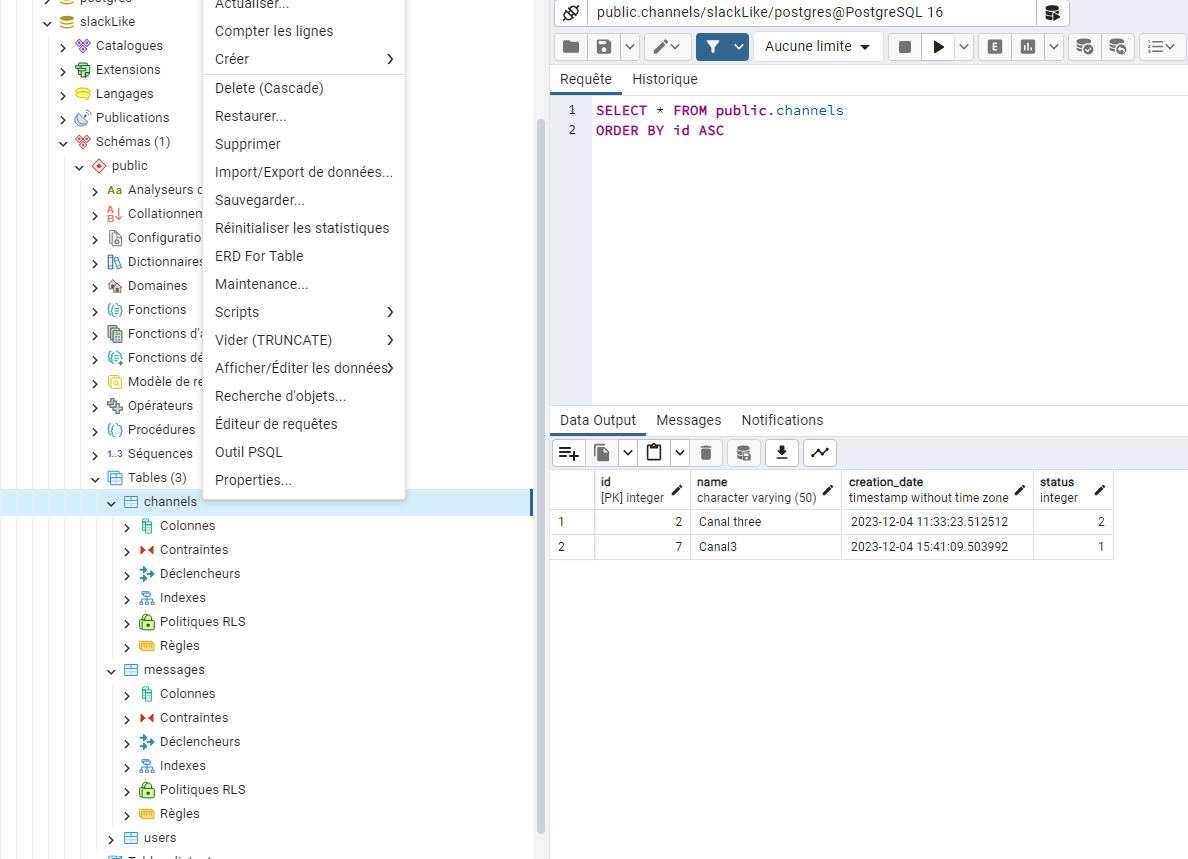 postgres
slackLike
Catalogues
Extensions
Langages
Publications
Schémas (1)
public
Aa Analyseurs d
Collationnem
Configuratio
Dictionnaires
Domaines
Fonctions
Fonctions d'a
Fonctions dé
Modèle de re
Opérateurs
Procédures
1..3 Séquences
Tables (3)
channels
Colonnes
Contraintes
Déclencheurs
Indexes
Politiques RLS
Règles
messages
Colonnes
Contraintes
Déclencheurs
Indexes
Politiques RLS
Règles
users
Actualiser...
Compter les lignes
Créer
Delete (Cascade)
Restaurer...
Supprimer
Import/Export de données...
Sauvegarder...
Réinitialiser les statistiques
ERD For Table
Maintenance...
Scripts
Vider (TRUNCATE)
Afficher/Éditer les données
Recherche d'objets...
Éditeur de requêtes
Outil PSQL
Properties...
public.channels/slackLike/postgres@PostgreSQL 16
Aucune limite
E
Requête Historique
1 SELECT * FROM public.channels
2 ORDER BY id ASC
Data Output Messages Notifications
id name creation_date status
[PK] integer character varying (50) timestamp without time zone integer
1 2 Canal three 2023-12-04 11:33:23.512512 2
2 7 Canal3 2023-12-04 15:41:09.503992 1